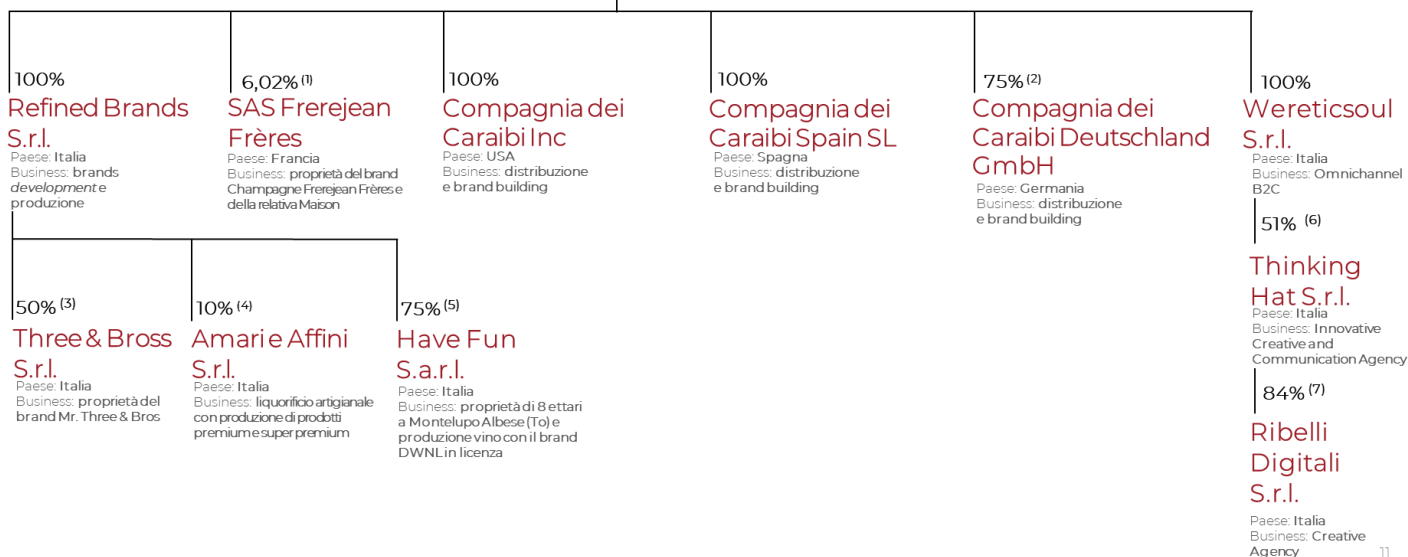 100%
Refined Brands
S.r.l.
Paese: Italia
Business: brands
development e
produzione
6,02% (1)
SAS Frerejean
Frères
Paese: Francia
Business: proprietà del brand
Champagne Frerejean Frères e
della relativa Maison
100%
Compagnia dei
Caraibi Inc
Paese: USA
Business: distribuzione
e brand building
100%
Compagnia dei
Caraibi Spain SL
Paese: Spagna
Business: distribuzione
e brand building
75% (2)
Compagnia dei
Caraibi Deutschland
GmbH
Paese: Germania
Business: distribuzione
e brand building
100%
Wereticsoul
S.r.l.
Paese: Italia
Business: Omnichannel
B2C
50% (3)
Three & Bross
S.r.l.
Paese: Italia
Business: proprietà del
brand Mr. Three & Bros
10% (4)
Amari e Affini
S.r.l.
Paese: Italia
Business: liquorificio artigianale
con produzione di prodotti
premium e super premium
75% (5)
Have Fun
S.a.r.l.
Paese: Italia
Business: proprietà di 8 ettari
a Montelupo Albese (To) e
produzione vino con il brand
DWNL in licenza
51% (6)
Thinking
Hat S.r.l.
Paese: Italia
Business: Innovative
Creative and
Communication Agency
84% (7)
Ribelli
Digitali
S.r.l.
Paese: Italia
Business: Creative
Agency
11